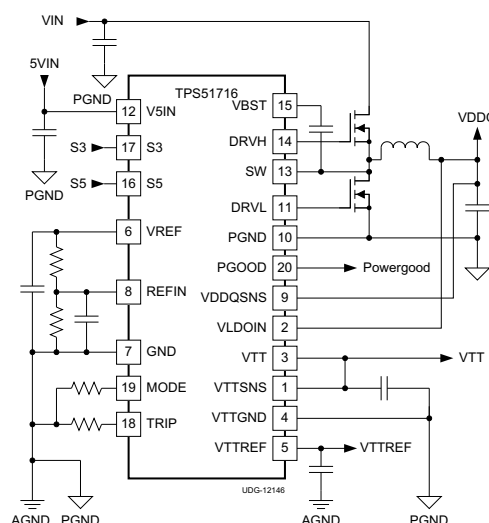 VIN
TPS51716
5VIN
PGND
12 V5IN
VBST 15
17 S3
S3
DRVH 14
VDDQ
16 S5
S5
SW 13
PGND
DRVL 11
6 VREF
PGND 10
PGOOD 20
Powergood
8 REFIN
VDDQSNS 9
VLDOIN 2
7 GND
VTT 3
VTT
19 MODE
VTTSNS 1
18 TRIP
VTTGND 4
VTTREF 5
VTTREF
UDG-12146
AGND
PGND
AGND
PGND